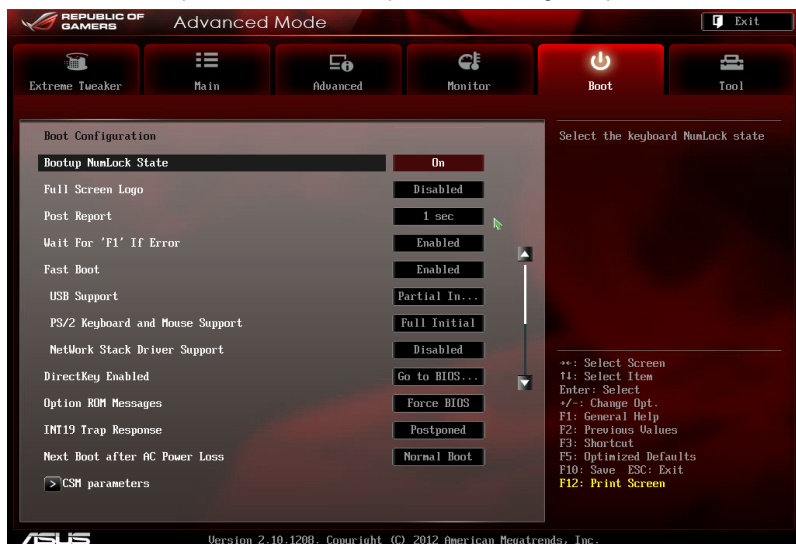 REPUBLIC OF
GAMERS
Advanced Mode
Exit
Extreme Tweaker
Main
Advanced
Monitor
Boot
Tool
Boot Configuration
Select the keyboard NumLock state
Bootup NumLock State On
Full Screen Logo Disabled
Post Report 1 sec
Wait For 'F1' If Error Enabled
Fast Boot Enabled
USB Support Partial In...
PS/2 Keyboard and Mouse Support Full Initial
NetWork Stack Driver Support Disabled
DirectKey Enabled Go to BIOS...
Option ROM Messages Force BIOS
INT19 Trap Response Postponed
Next Boot after AC Power Loss Normal Boot
> CSM parameters
→←: Select Screen
↑↓: Select Item
Enter: Select
+/-: Change Opt.
F1: General Help
F2: Previous Values
F3: Shortcut
F5: Optimized Defaults
F10: Save ESC: Exit
F12: Print Screen
ASUS
Version 2.10.1208. Copyright (C) 2012 American Megatrends, Inc.